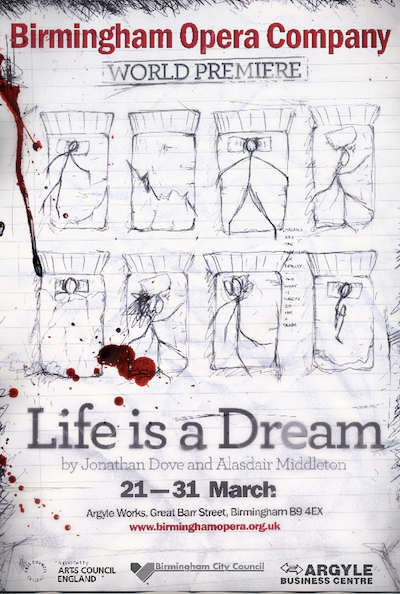 Birmingham Opera Company
WORLD PREMIERE
Life is a Dream
by Jonathan Dove and Alasdair Middleton
21 — 31 March
Argyle Works, Great Barr Street, Birmingham B9 4EX
www.birminghamopera.org.uk
ARTS COUNCIL
ENGLAND
Birmingham City Council
ARGYLE
BUSINESS CENTRE